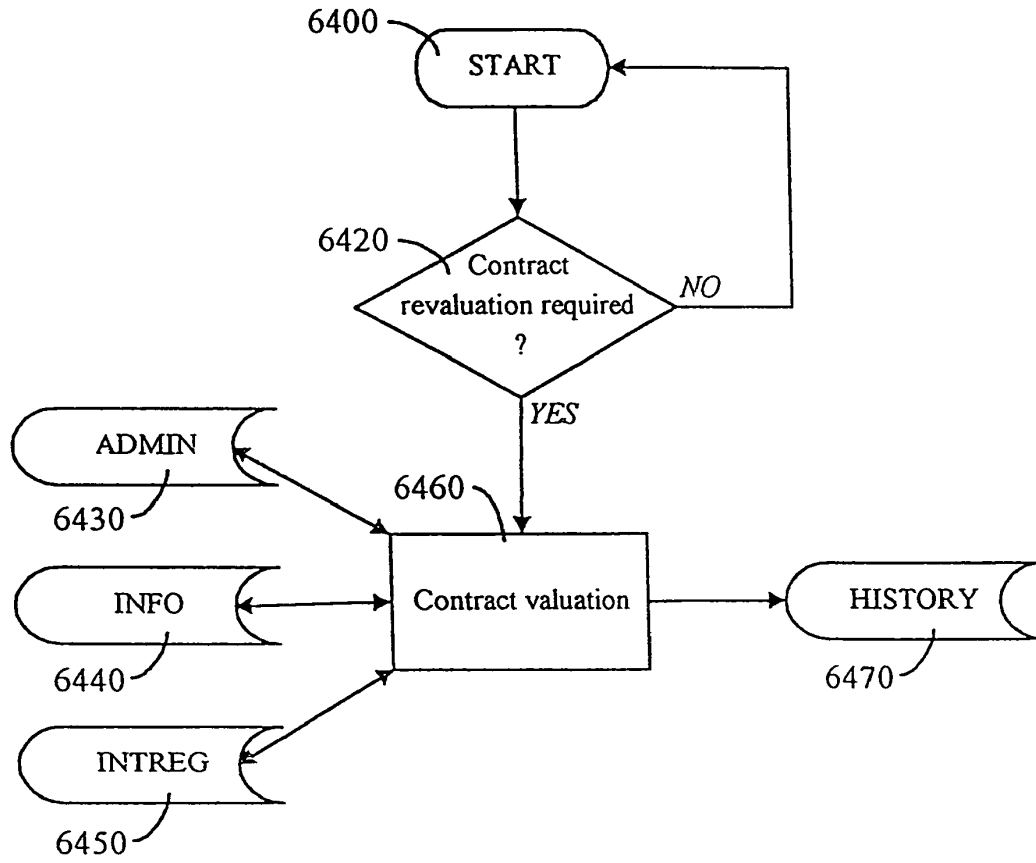 6400
START
6420
Contract
revaluation required
?
NO
YES
ADMIN
6430
6460
INFO
6440
Contract valuation
HISTORY
6470
INTREG
6450